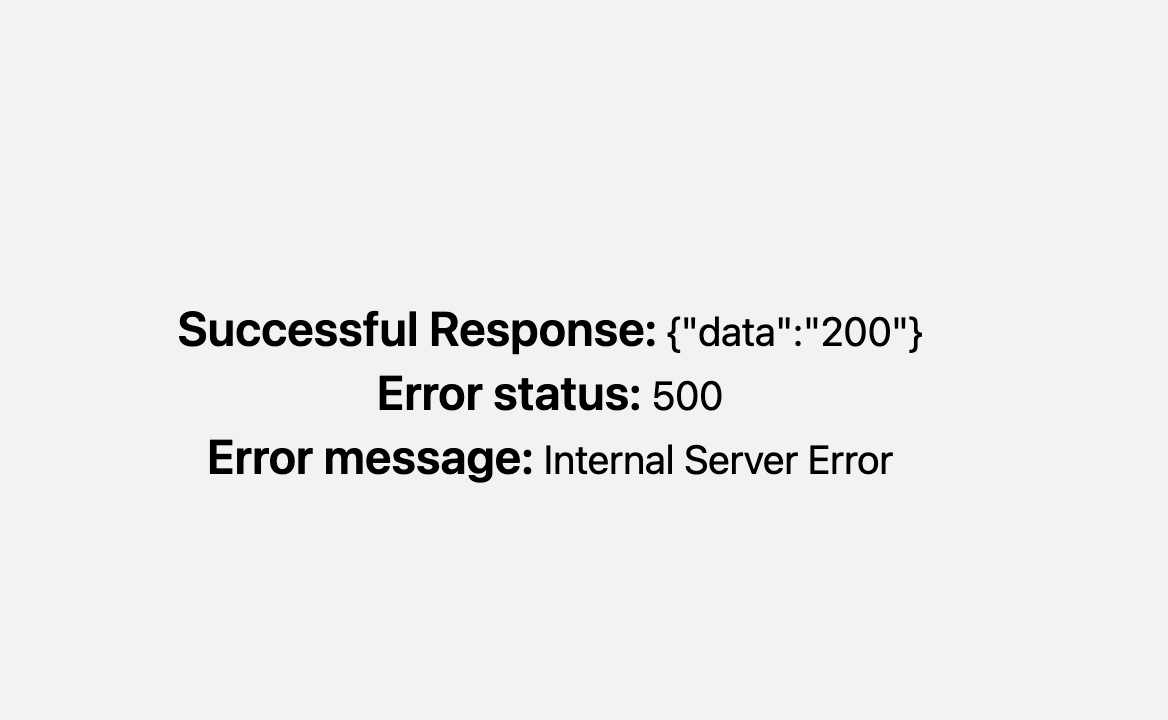 Successful Response: {"data":"200"}
Error status: 500
Error message: Internal Server Error